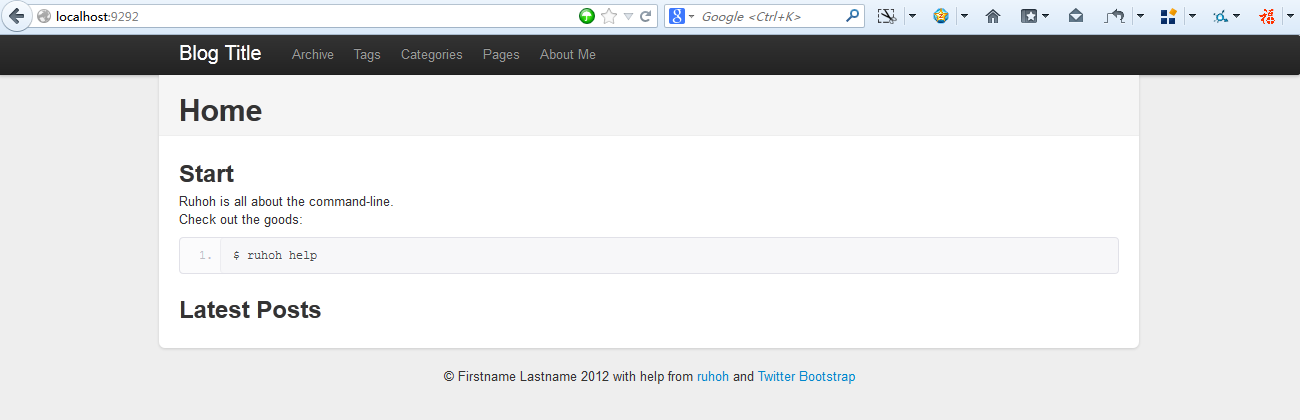 localhost:9292 Google <Ctrl+K>
Blog Title Archive Tags Categories Pages About Me
Home
Start
Ruhoh is all about the command-line.
Check out the goods:
1. $ ruhoh help
Latest Posts
© Firstname Lastname 2012 with help from ruhoh and Twitter Bootstrap